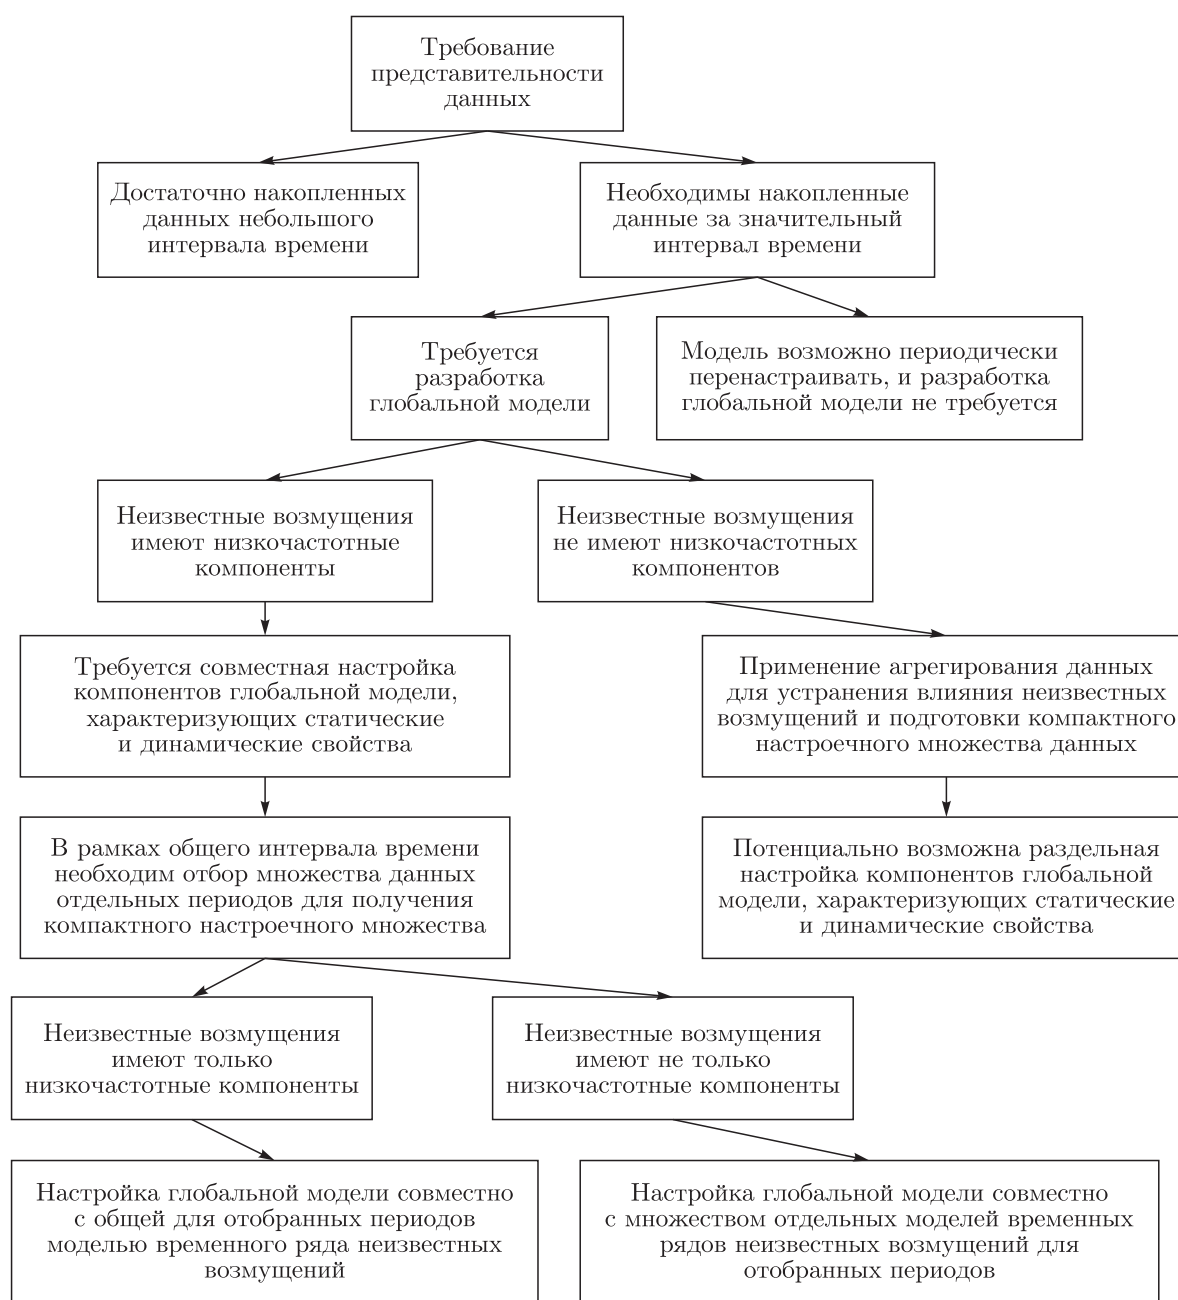 Требование
представительности
данных
Достаточно накопленных
данных небольшого
интервала времени
Необходимы накопленные
данные за значительный
интервал времени
Требуется
разработка
глобальной модели
Модель возможно периодически
перенастраивать, и разработка
глобальной модели не требуется
Неизвестные возмущения
имеют низкочастотные
компоненты
Неизвестные возмущения
не имеют низкочастотных
компонентов
Требуется совместная настройка
компонентов глобальной модели,
характеризующих статические
и динамические свойства
Применение агрегирования данных
для устранения влияния неизвестных
возмущений и подготовки компактного
настроечного множества данных
В рамках общего интервала времени
необходим отбор множества данных
отдельных периодов для получения
компактного настроечного множества
Потенциально возможна раздельная
настройка компонентов глобальной
модели, характеризующих статические
и динамические свойства
Неизвестные возмущения
имеют только
низкочастотные компоненты
Неизвестные возмущения
имеют не только
низкочастотные компоненты
Настройка глобальной модели совместно
с общей для отобранных периодов
моделью временного ряда неизвестных
возмущений
Настройка глобальной модели совместно
с множеством отдельных моделей временных
рядов неизвестных возмущений для
отобранных периодов